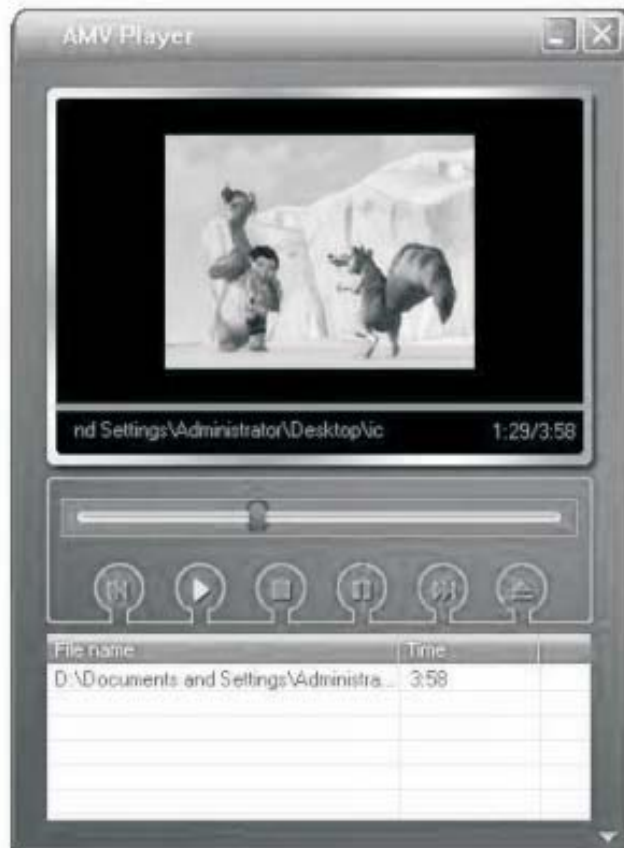 AMV Player
nd Settings\Administrator\Desktop\ic 1:29/3:58
File name Time
D:\Documents and Settings\Administra... 3:58